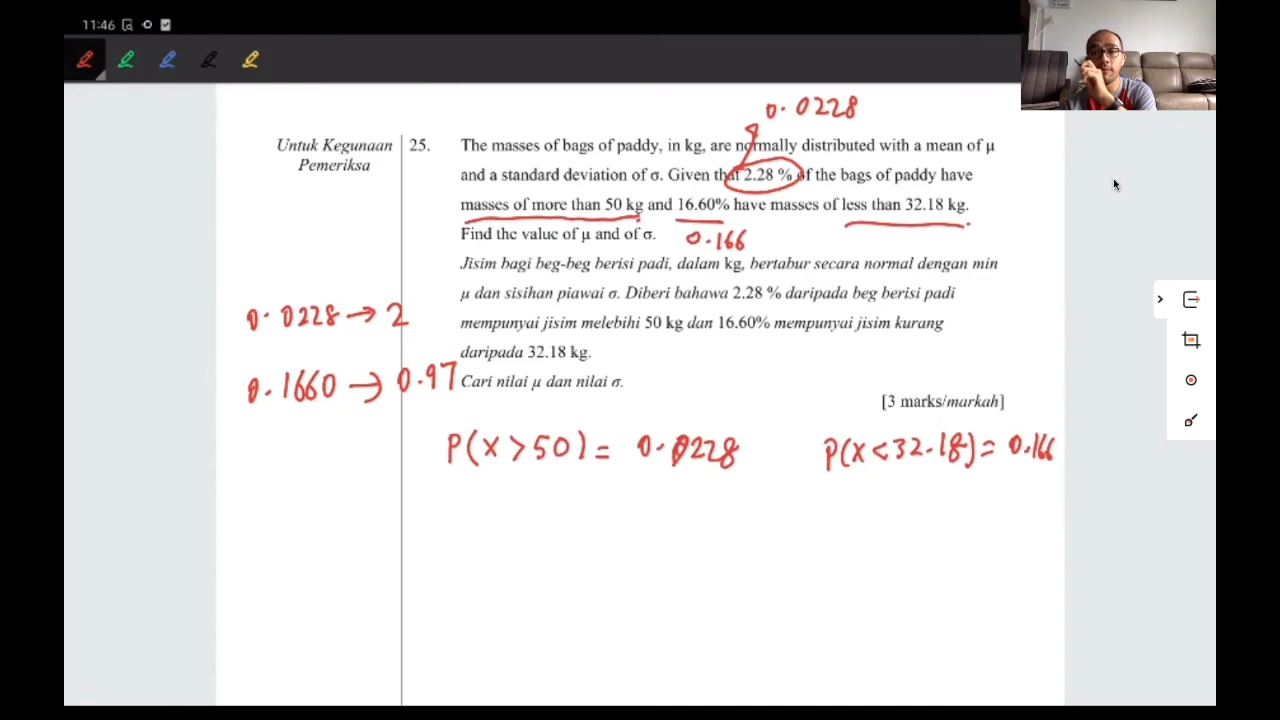 11:46
0.0228
Untuk Kegunaan
Pemeriksa
25. The masses of bags of paddy, in kg, are normally distributed with a mean of μ
and a standard deviation of σ. Given that 2.28 % of the bags of paddy have
masses of more than 50 kg and 16.60% have masses of less than 32.18 kg.
Find the value of μ and of σ.
0.166
Jisim bagi beg-beg berisi padi, dalam kg, bertabur secara normal dengan min
μ dan sisihan piawai σ. Diberi bahawa 2.28 % daripada beg berisi padi
0.0228 → 2
mempunyai jisim melebihi 50 kg dan 16.60% mempunyai jisim kurang
daripada 32.18 kg.
0.1660 → 0.97
Cari nilai μ dan nilai σ.
[3 marks/markah]
P(X > 50) = 0.0228
P(X < 32.18) = 0.166